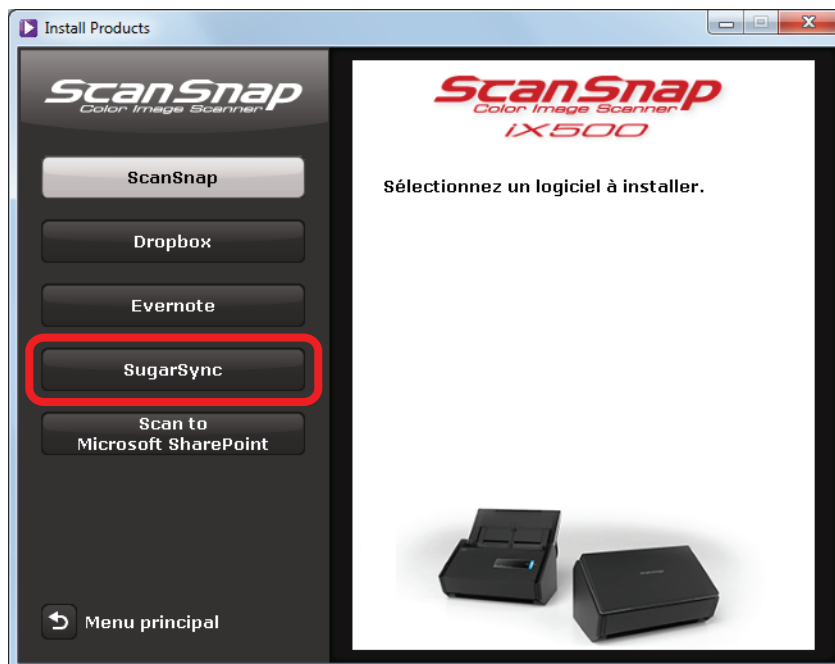 Install Products
ScanSnap
Color Image Scanner
ScanSnap
Dropbox
Evernote
SugarSync
Scan to
Microsoft SharePoint
Menu principal
ScanSnap
Color Image Scanner
iX500
Sélectionnez un logiciel à installer.